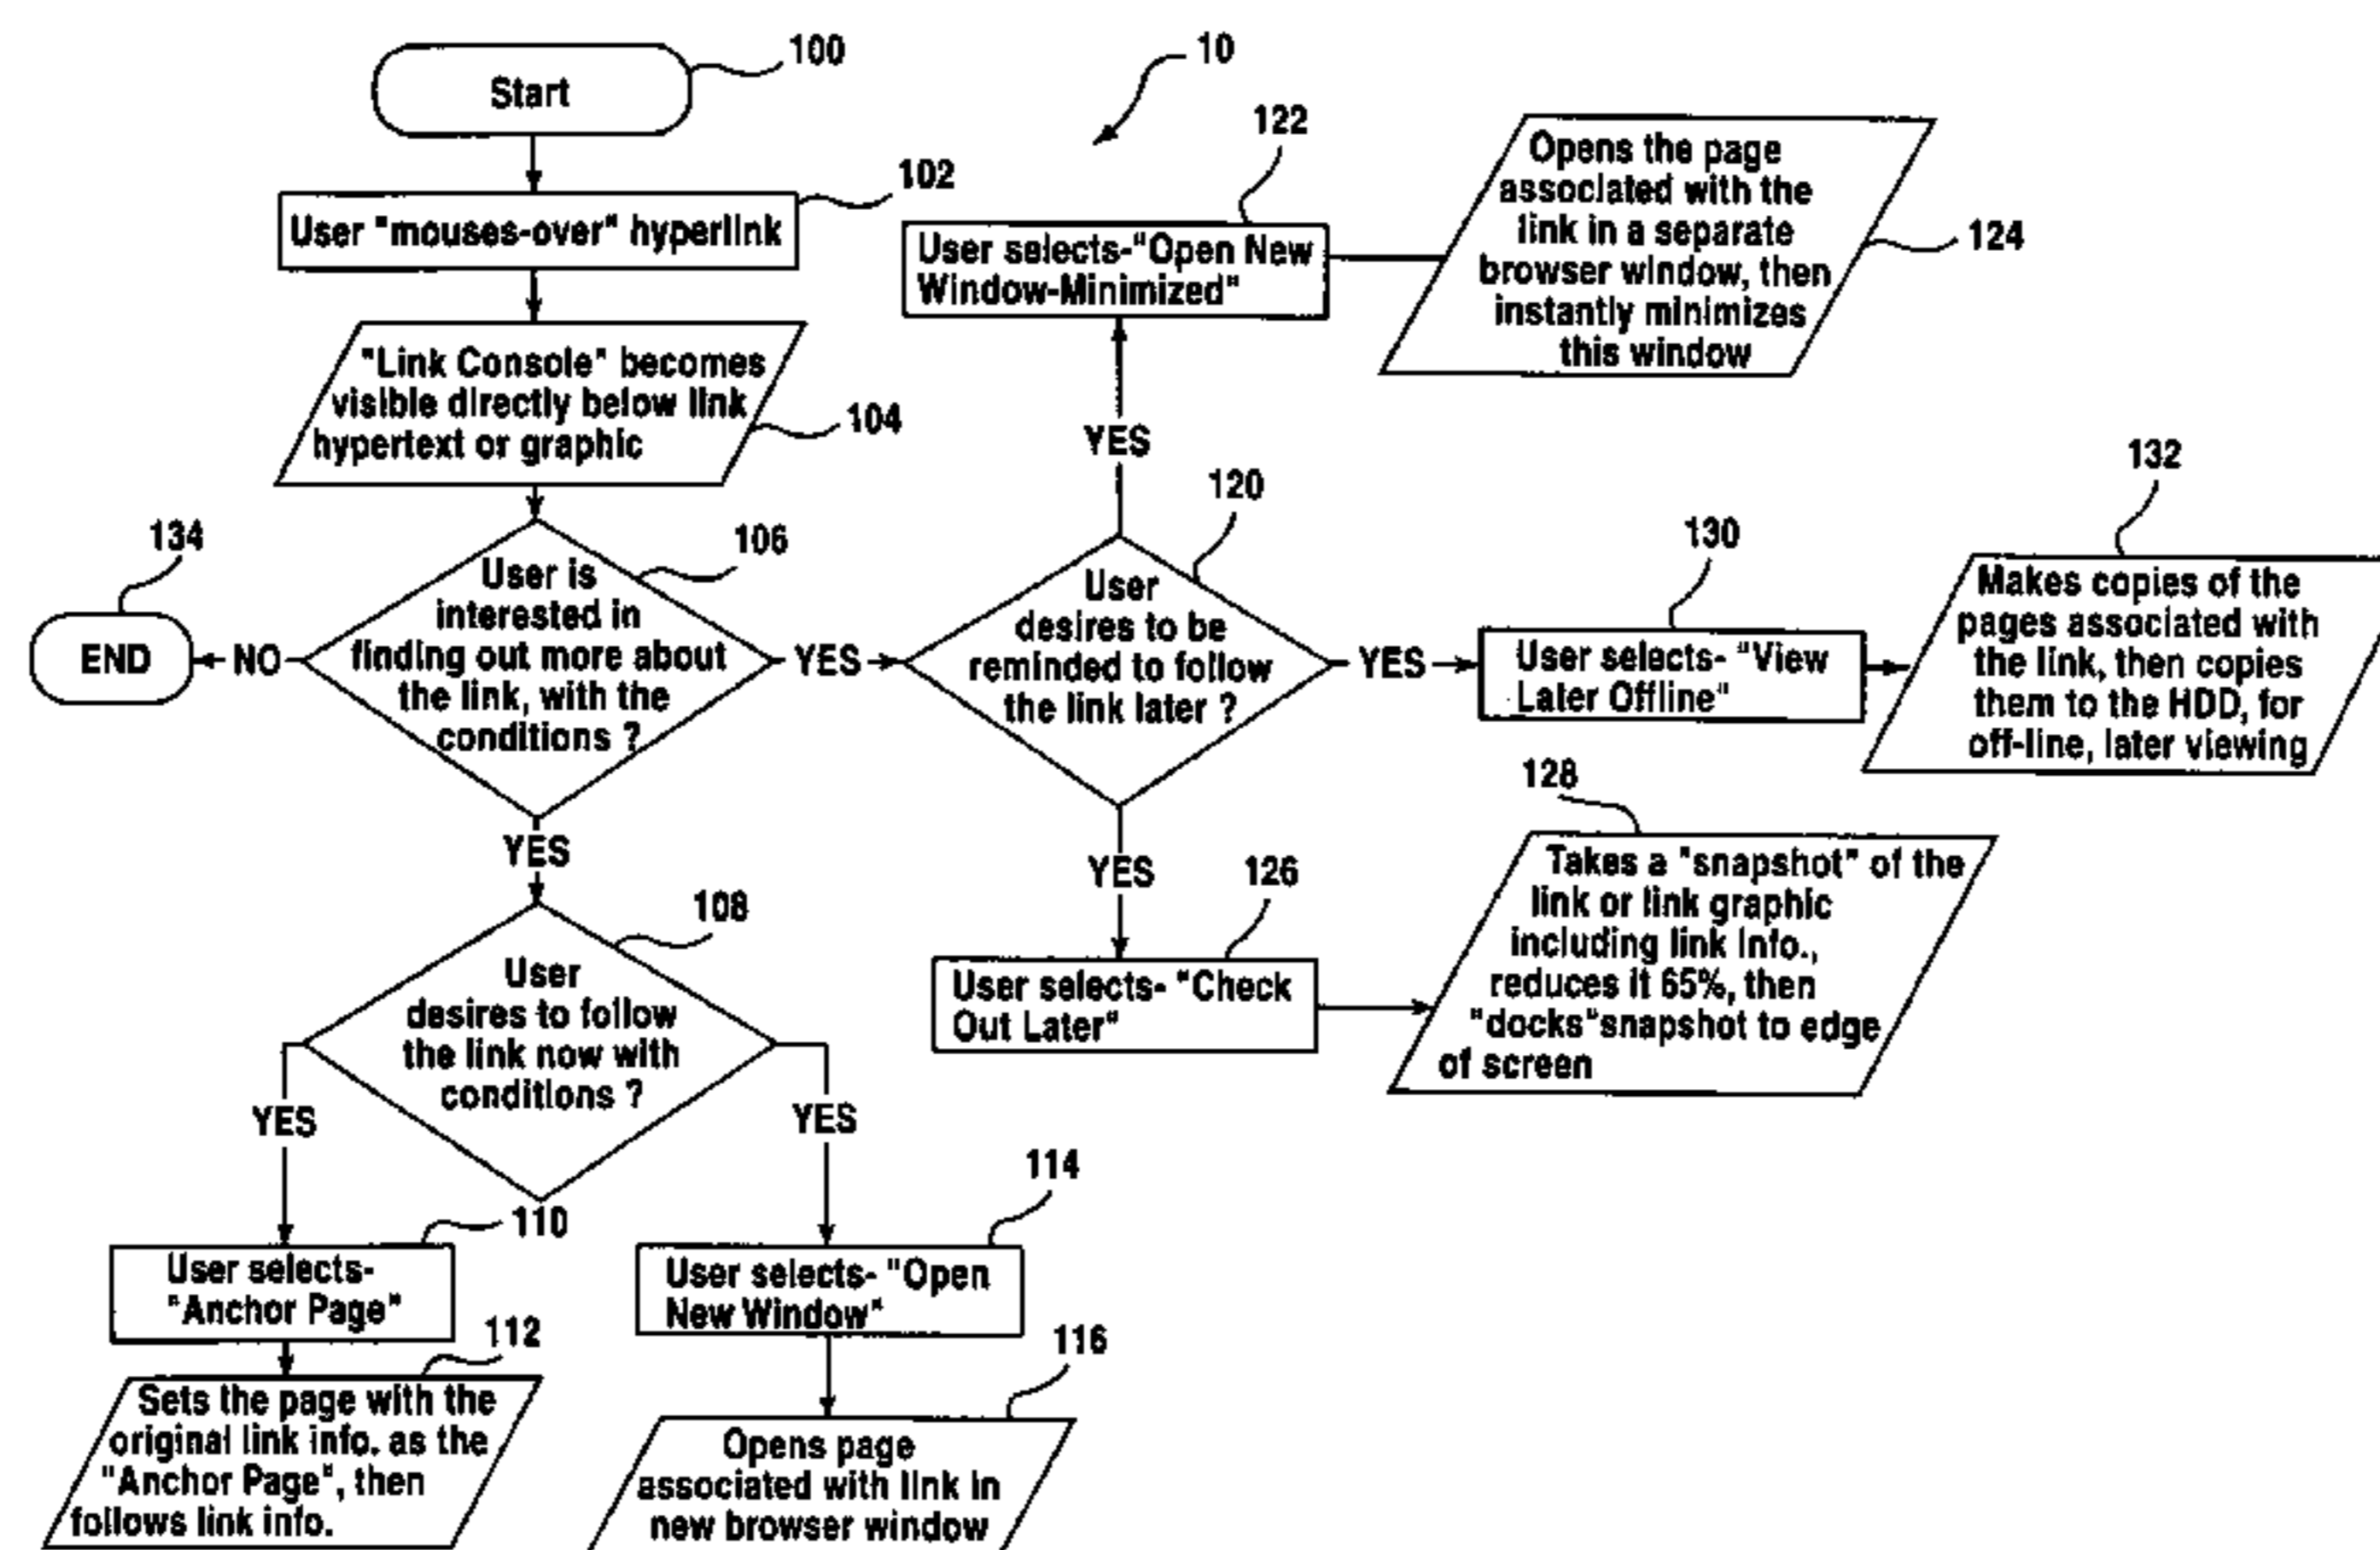 100
Start
10
102
User "mouses-over" hyperlink
"Link Console" becomes
visible directly below link
hypertext or graphic
104
106
User is
interested in
finding out more about
the link, with the
conditions ?
NO
134
END
YES
YES
108
User
desires to follow
the link now with
conditions ?
YES
YES
110
User selects-
"Anchor Page"
112
Sets the page with the
original link info. as the
"Anchor Page", then
follows link info.
114
User selects- "Open
New Window"
116
Opens page
associated with link in
new browser window
120
User
desires to be
reminded to follow
the link later ?
YES
122
User selects-"Open New
Window-Minimized"
Opens the page
associated with the
link in a separate
browser window, then
instantly minimizes
this window
124
YES
130
User selects- "View
Later Offline"
132
Makes copies of the
pages associated with
the link, then copies
them to the HDD, for
off-line, later viewing
YES
126
User selects- "Check
Out Later"
128
Takes a "snapshot" of the
link or link graphic
including link info.,
reduces it 65%, then
"docks"snapshot to edge
of screen